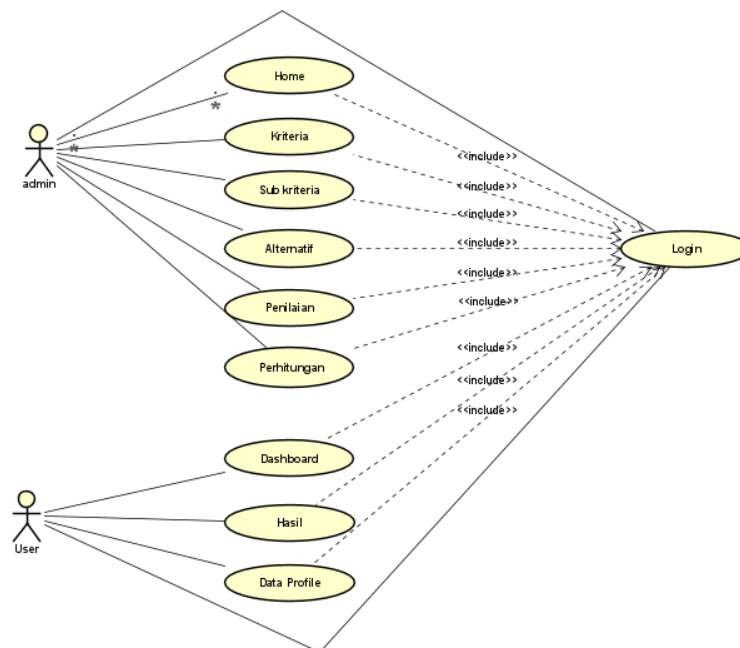 Home
*
Kriteria
*
admin
<<include>>
Sub kriteria
<<include>>
Alternatif
<<include>>
Login
<<include>>
Penilaian
<<include>>
Perhitungan
<<include>>
<<include>>
<<include>>
Dashboard
Hasil
User
Data Profile